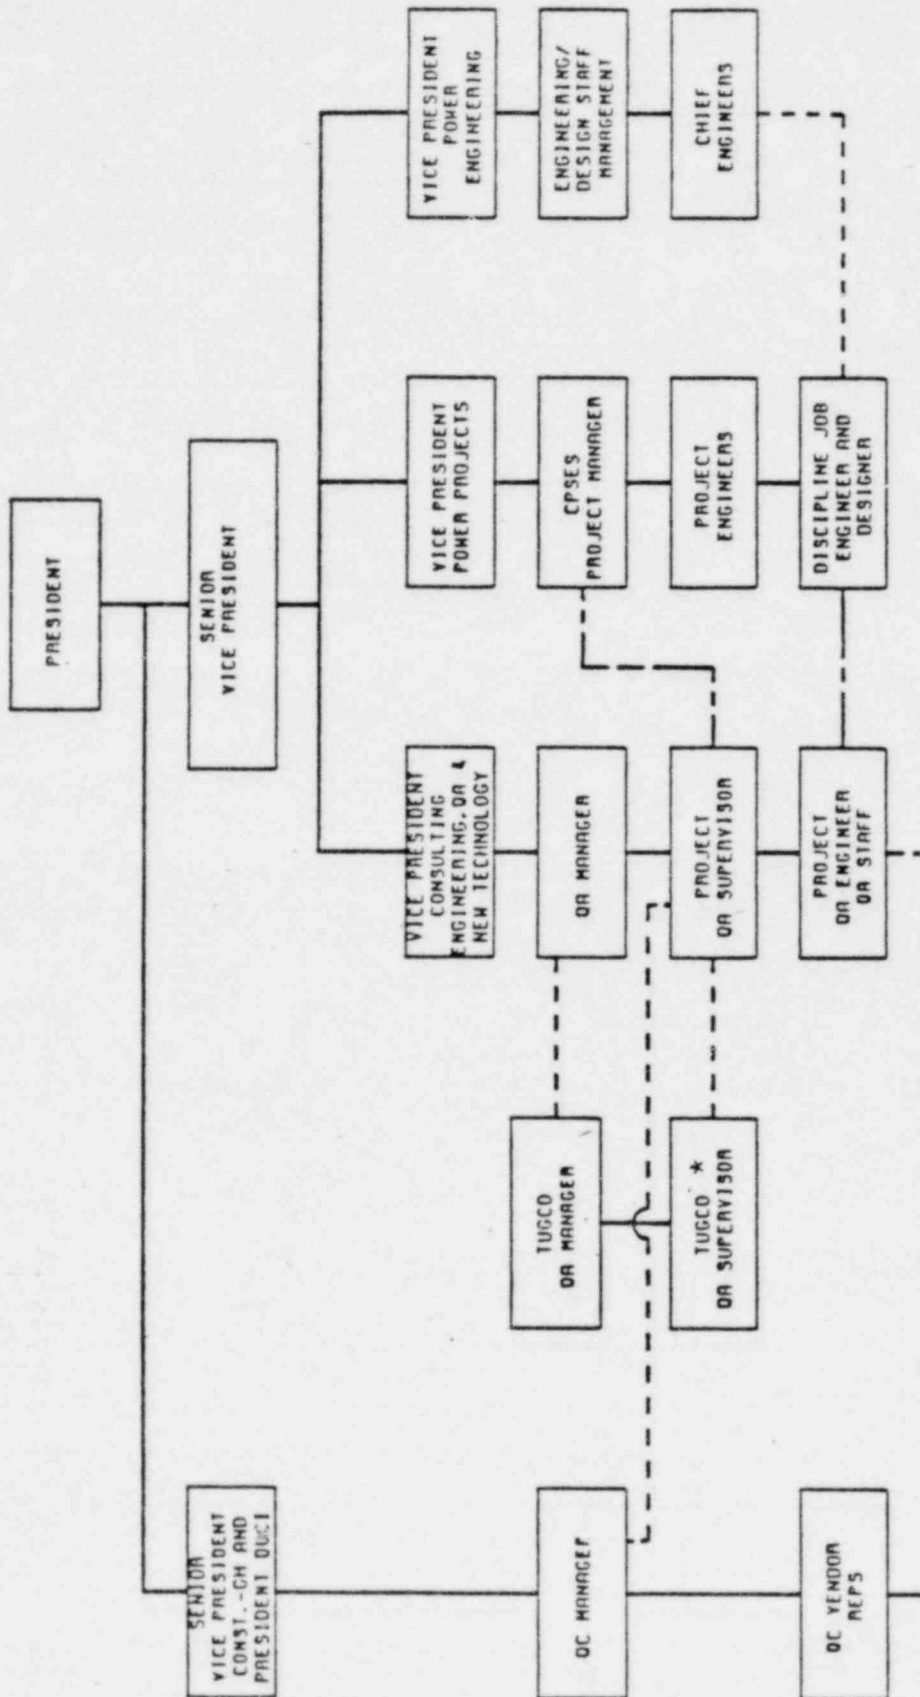 PRESIDENT
SENIOR
VICE PRESIDENT
CONST.-GH AND
PRESIDENT DUCI
SENIOR
VICE PRESIDENT
VICE PRESIDENT
CONSULTING
ENGINEERING, QA &
NEW TECHNOLOGY
VICE PRESIDENT
POWER PROJECTS
VICE PRESIDENT
POWER
ENGINEERING
QC MANAGER
TUGCO
QA MANAGER
QA MANAGER
CPSES
PROJECT MANAGER
ENGINEERING/
DESIGN STAFF
MANAGEMENT
TUGCO *
QA SUPERVISOR
PROJECT
QA SUPERVISOR
PROJECT
ENGINEERS
CHIEF
ENGINEERS
QC VENDOR
REPS
PROJECT
QA ENGINEER
QA STAFF
DISCIPLINE JOB
ENGINEER AND
DESIGNER